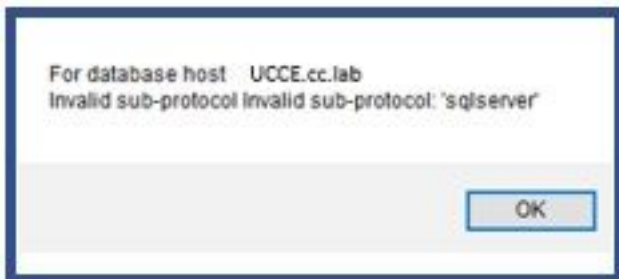 For database host UCCE.cc.lab
Invalid sub-protocol Invalid sub-protocol: 'sqlserver'
OK